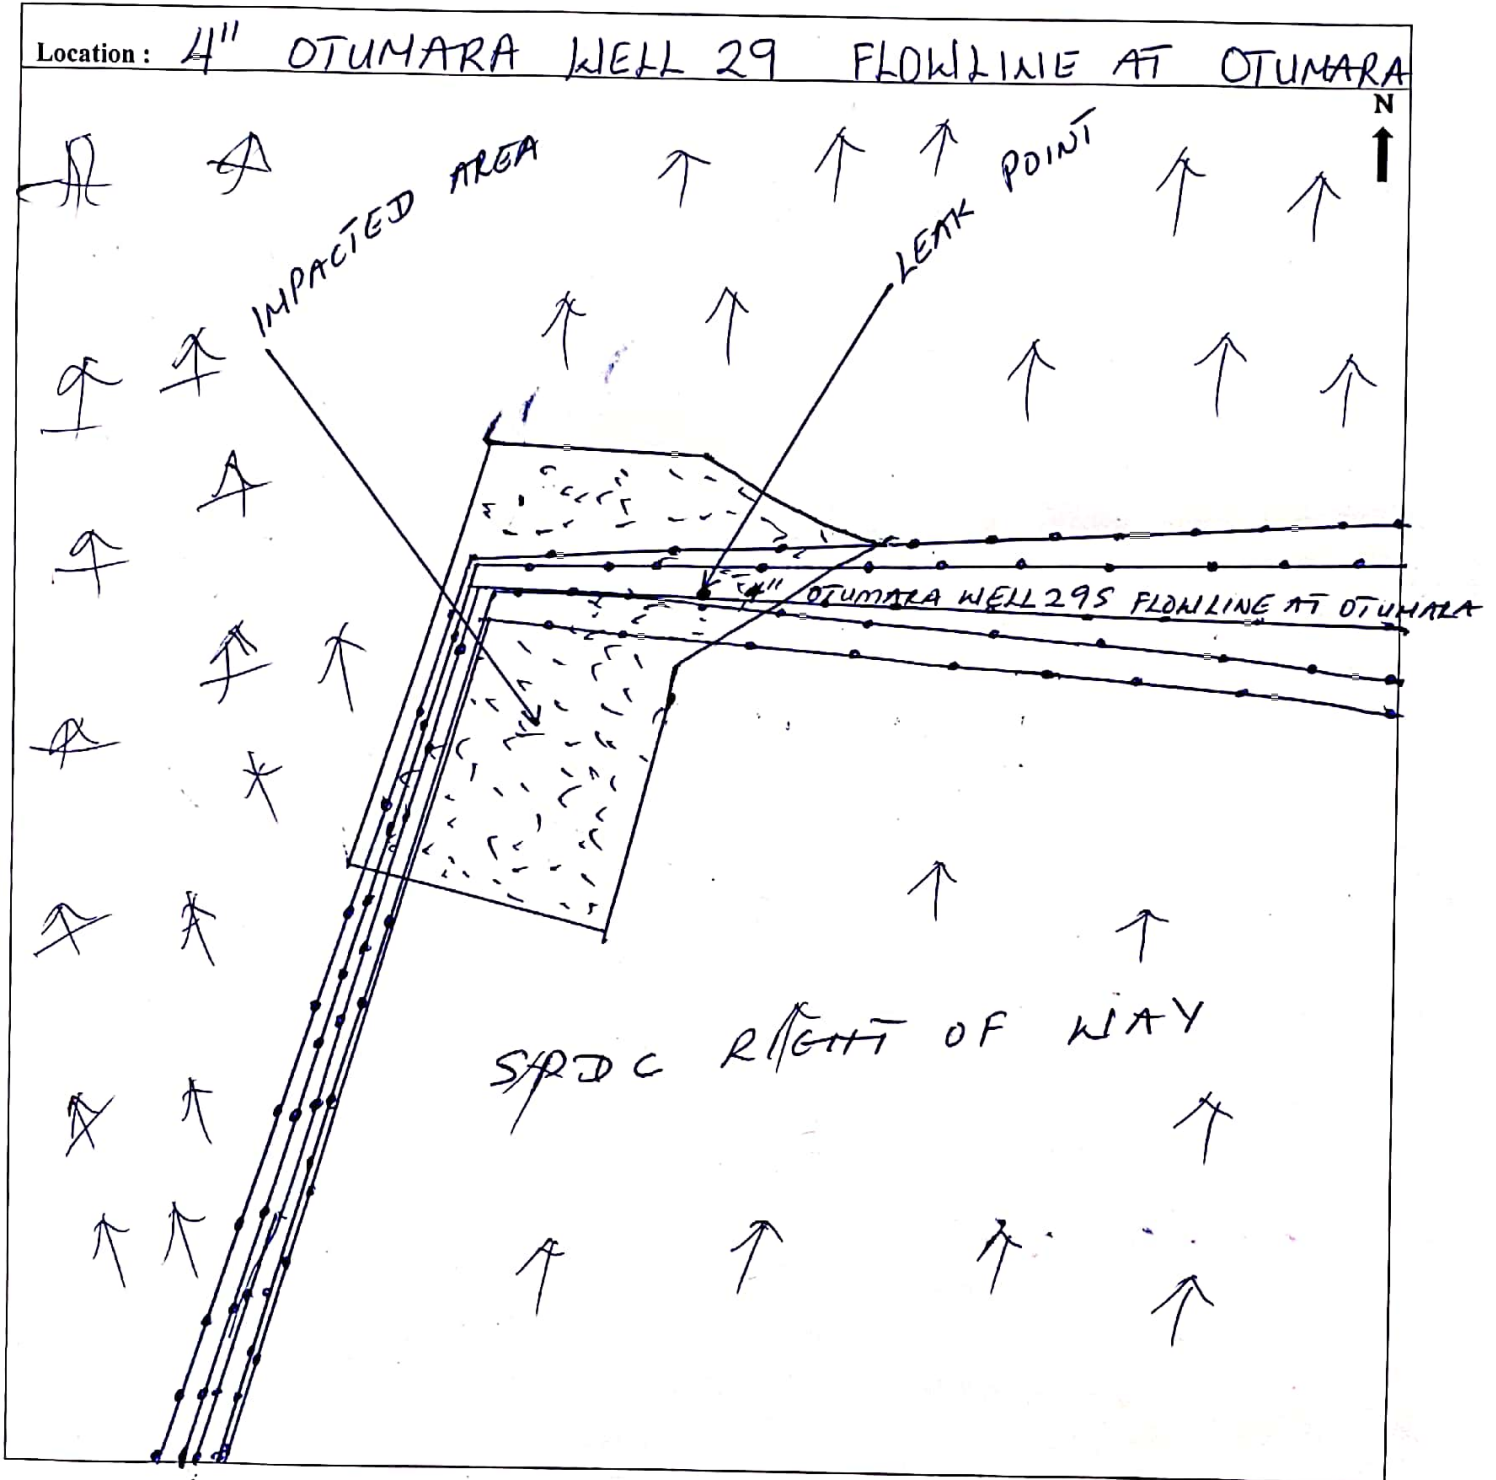 Location : 4" OTUMARA WELL 29 FLOWLINE AT OTUMARA
N
IMPACTED AREA
LEAK POINT
4" OTUMARA WELL 29S FLOWLINE AT OTUMARA
SPDC RIGHT OF WAY